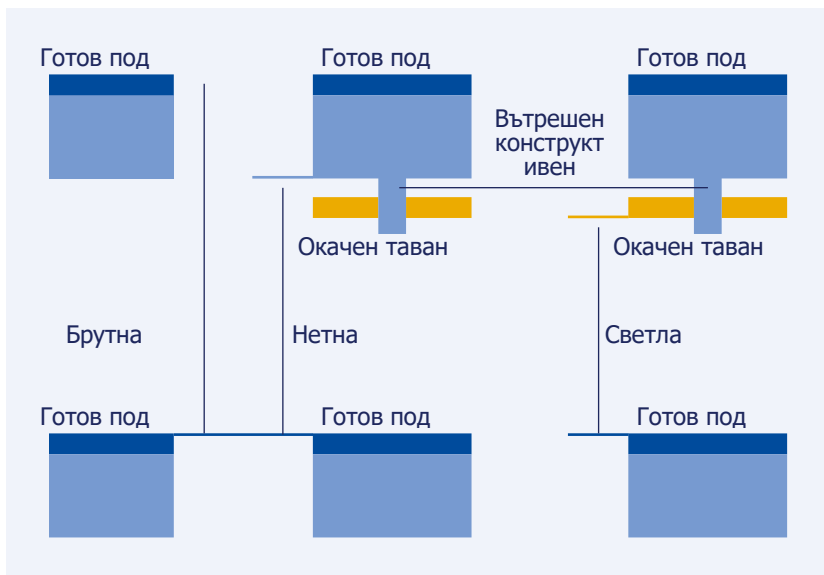 Готов под
Готов под
Готов под
Вътрешен
конструкт
ивен
Окачен таван
Окачен таван
Брутна
Нетна
Светла
Готов под
Готов под
Готов под